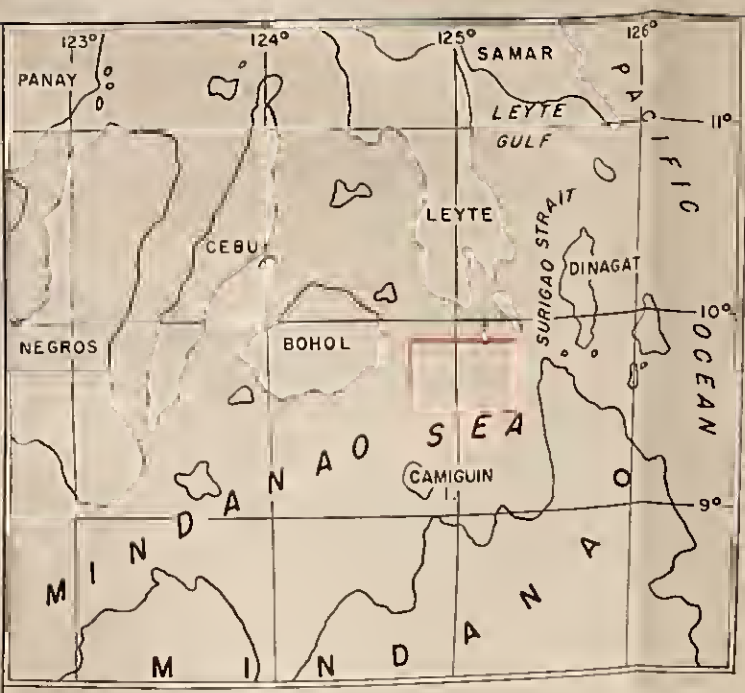 123° 124° 125° 126°
SAMAR
PANAY
PACIFIC OCEAN
LEYTE
GULF
11°
LEYTE
SURIGAO STRAIT
CEBU
DINAGAT
10°
NEGROS
BOHOL
MINDANAO SEA
CAMIGUIN
I.
9°
MINDANAO